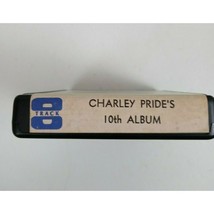 8
TRACK
CHARLEY PRIDE'S
10th ALBUM